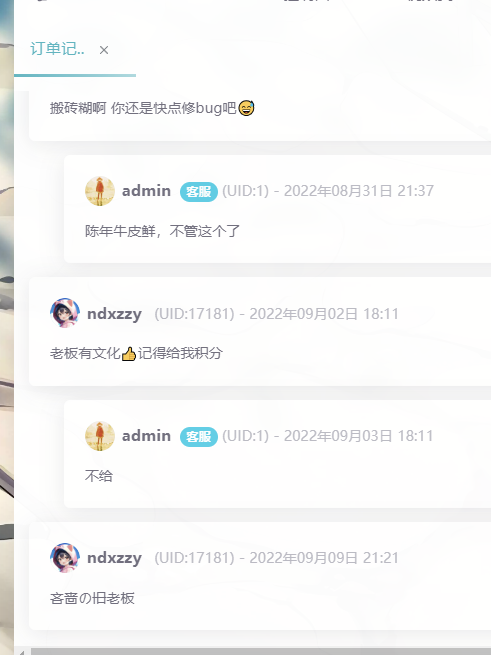 订单记.. ×
搬砖糊啊 你还是快点修bug吧😅
admin 客服 (UID:1) - 2022年08月31日 21:37
陈年牛皮鲜，不管这个了
ndxzzy (UID:17181) - 2022年09月02日 18:11
老板有文化👍记得给我积分
admin 客服 (UID:1) - 2022年09月03日 18:11
不给
ndxzzy (UID:17181) - 2022年09月09日 21:21
吝啬の旧老板